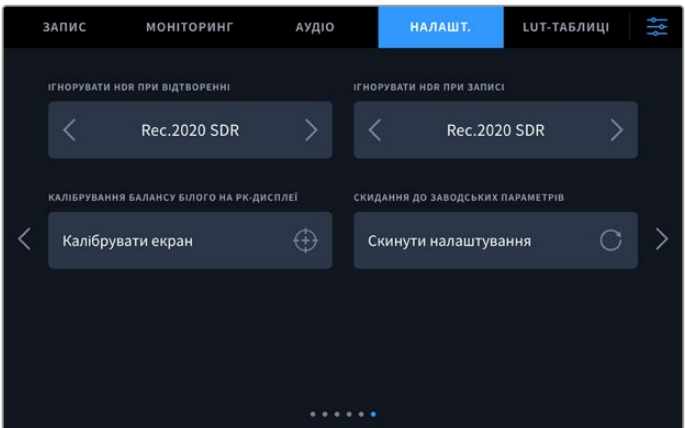 ЗАПИС МОНІТОРИНГ АУДІО НАЛАШТ. LUT-ТАБЛИЦІ
ІГНОРУВАТИ HDR ПРИ ВІДТВОРЕННІ ІГНОРУВАТИ HDR ПРИ ЗАПИСІ
Rec.2020 SDR Rec.2020 SDR
КАЛІБРУВАННЯ БАЛАНСУ БІЛОГО НА РК-ДИСПЛЕЇ СКИДАННЯ ДО ЗАВОДСЬКИХ ПАРАМЕТРІВ
Калібрувати екран Скинути налаштування